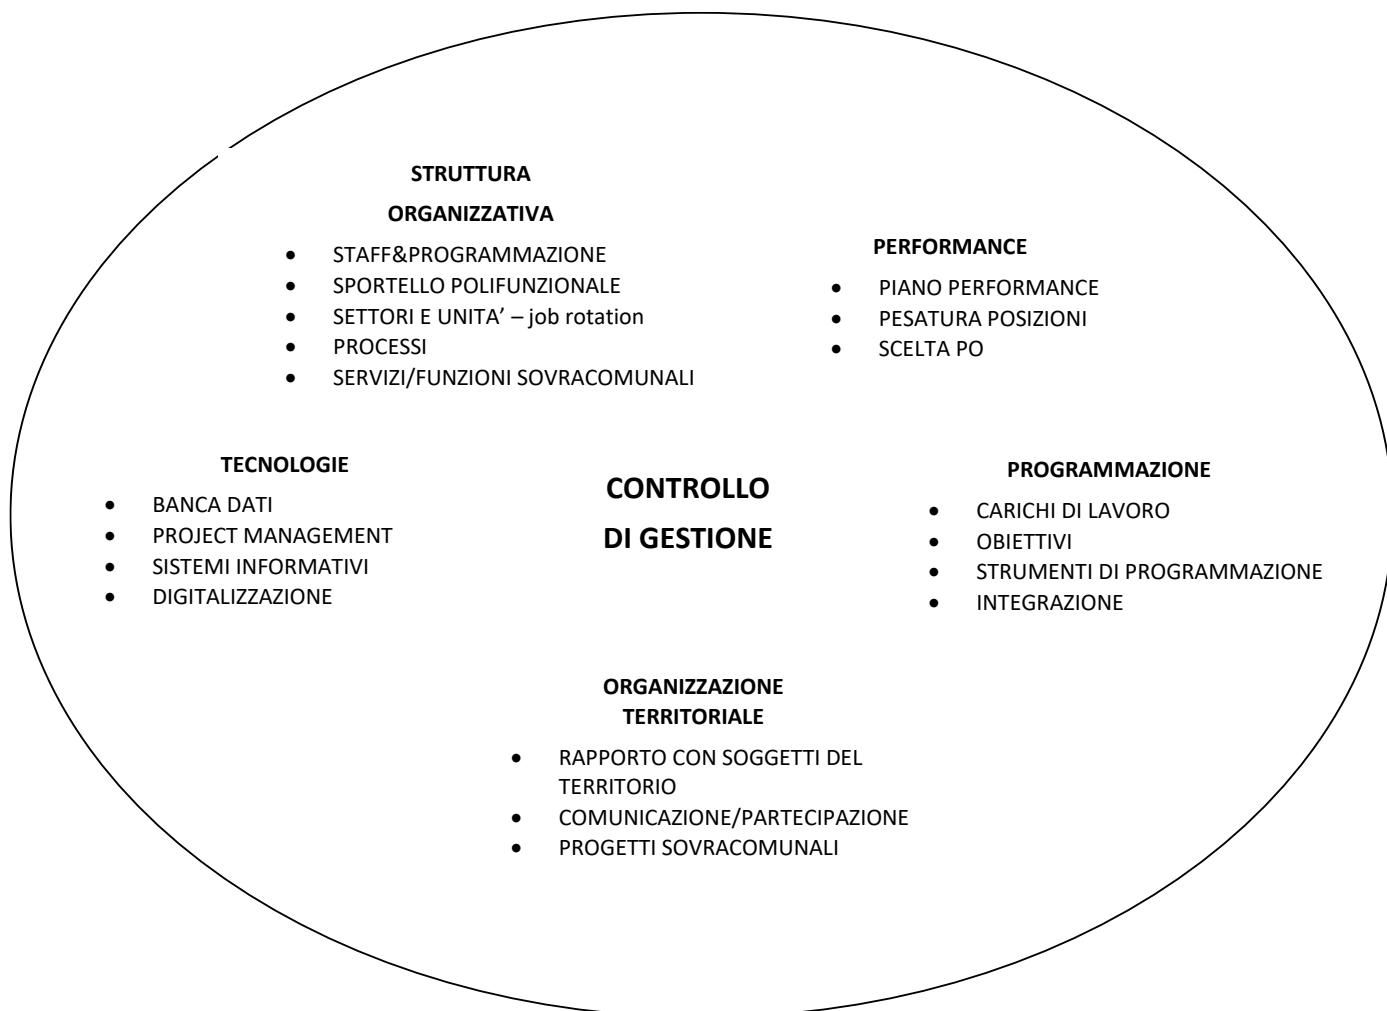 STRUTTURA
ORGANIZZATIVA
• STAFF&PROGRAMMAZIONE
• SPORTELLO POLIFUNZIONALE
• SETTORI E UNITA’ – job rotation
• PROCESSI
• SERVIZI/FUNZIONI SOVRACOMUNALI
PERFORMANCE
• PIANO PERFORMANCE
• PESATURA POSIZIONI
• SCELTA PO
TECNOLOGIE
• BANCA DATI
• PROJECT MANAGEMENT
• SISTEMI INFORMATIVI
• DIGITALIZZAZIONE
CONTROLLO
DI GESTIONE
PROGRAMMAZIONE
• CARICHI DI LAVORO
• OBIETTIVI
• STRUMENTI DI PROGRAMMAZIONE
• INTEGRAZIONE
ORGANIZZAZIONE
TERRITORIALE
• RAPPORTO CON SOGGETTI DEL
TERRITORIO
• COMUNICAZIONE/PARTECIPAZIONE
• PROGETTI SOVRACOMUNALI